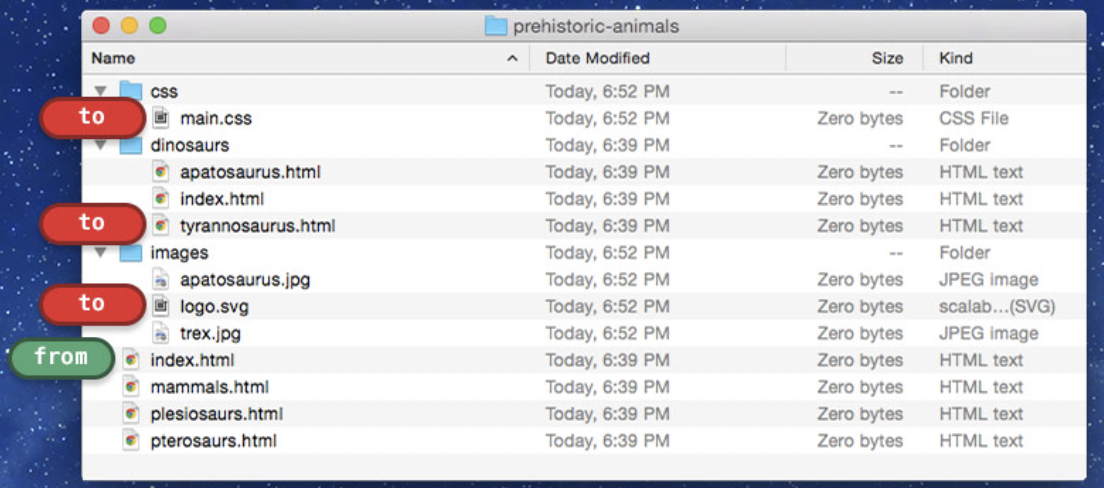 prehistoric-animals
Name Date Modified Size Kind
css Today, 6:52 PM -- Folder
to main.css Today, 6:52 PM Zero bytes CSS File
dinosaurs Today, 6:39 PM -- Folder
apatosaurus.html Today, 6:39 PM Zero bytes HTML text
index.html Today, 6:39 PM Zero bytes HTML text
to tyrannosaurus.html Today, 6:39 PM Zero bytes HTML text
images Today, 6:52 PM -- Folder
apatosaurus.jpg Today, 6:52 PM Zero bytes JPEG image
to logo.svg Today, 6:52 PM Zero bytes scalab...(SVG)
trex.jpg Today, 6:52 PM Zero bytes JPEG image
from index.html Today, 6:39 PM Zero bytes HTML text
mammals.html Today, 6:39 PM Zero bytes HTML text
plesiosaurs.html Today, 6:39 PM Zero bytes HTML text
pterosaurs.html Today, 6:39 PM Zero bytes HTML text